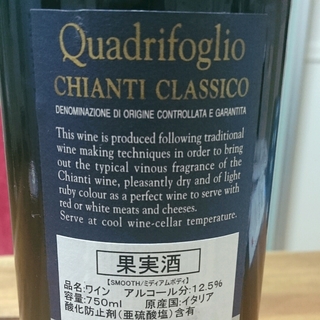 Quadrifoglio
CHIANTI CLASSICO
DENOMINAZIONE DI ORIGINE CONTROLLATA E GARANTITA
This wine is produced following traditional
wine making techniques in order to bring
out the typical vinous fragrance of the
Chianti wine, pleasantly dry and of light
ruby colour as a perfect wine to serve with
red or white meats and cheeses.
Serve at cool wine-cellar temperature.
果実酒
【SMOOTH/ミディアムボディ】
品名:ワイン アルコール分:12.5%
容量:750ml 原産国:イタリア
酸化防止剤(亜硫酸塩)含有